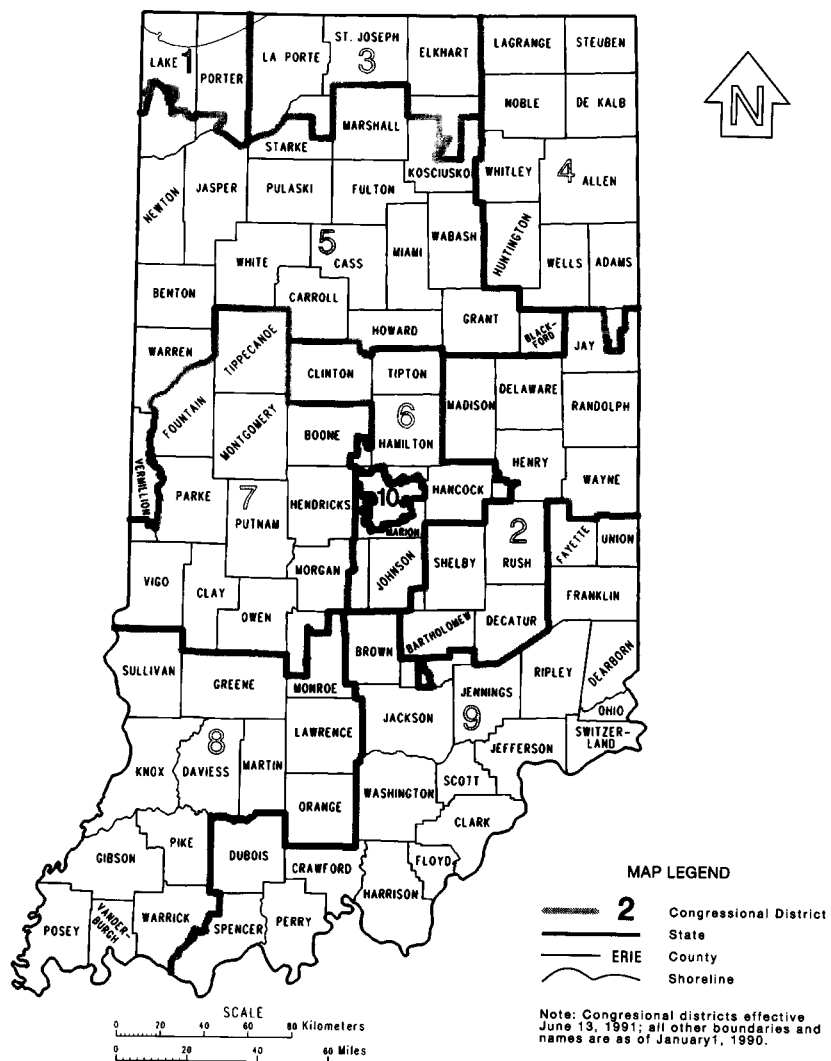 ST. JOSEPH
LA PORTE
ELKHART
LAGRANGE
STEUBEN
LAKE 1
PORTER
3
N
NOBLE
DE KALB
MARSHALL
STARKE
KOSCIUSKO
WHITLEY
4 ALLEN
NEWTON
JASPER
PULASKI
FULTON
WABASH
HUNTINGTON
WHITE
5
CASS
MIAMI
WELLS
ADAMS
BENTON
CARROLL
GRANT
HOWARD
BLACK-
FORD
JAY
WARREN
TIPPECANOE
CLINTON
TIPTON
DELAWARE
MADISON
RANDOLPH
FOUNTAIN
MONTGOMERY
BOONE
6
HAMILTON
HENRY
VERMILLION
WAYNE
PARKE
7
PUTNAM
HENDRICKS
10
HANCOCK
MARION
2
RUSH
FAYETTE
UNION
VIGO
CLAY
MORGAN
JOHNSON
SHELBY
FRANKLIN
OWEN
BROWN
BARTHOLOMEW
DECATUR
SULLIVAN
GREENE
MONROE
RIPLEY
DEARBORN
JENNINGS
9
OHIO
JACKSON
LAWRENCE
SWITZER-
LAND
JEFFERSON
8
KNOX
DAVIESS
MARTIN
SCOTT
WASHINGTON
ORANGE
CLARK
PIKE
GIBSON
DUBOIS
CRAWFORD
FLOYD
HARRISON
POSEY
VANDER-
BURGH
WARRICK
SPENCER
PERRY
MAP LEGEND
2 Congressional District
State
ERIE County
Shoreline
SCALE
0 20 40 60 80 Kilometers
0 20 40 60 Miles
Note: Congresional districts effective
June 13, 1991; all other boundaries and
names are as of January1, 1990.